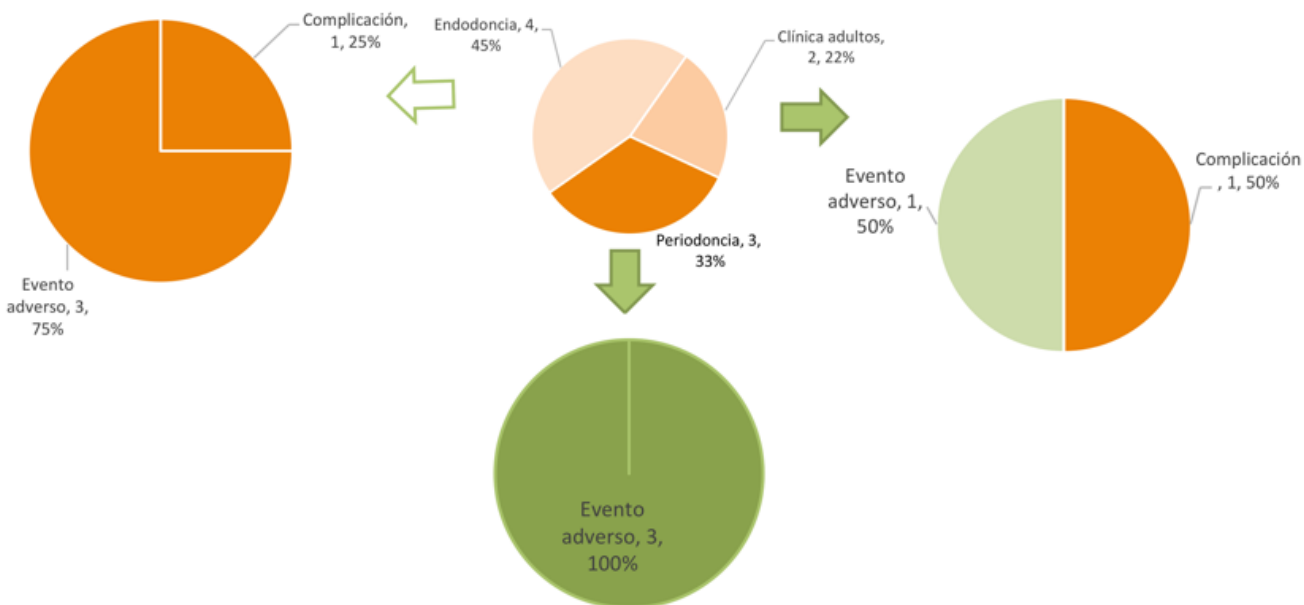 Complicación,
1, 25%
Evento
adverso, 3,
75%
Endodoncia, 4,
45%
Clínica adultos,
2, 22%
Periodoncia, 3,
33%
Evento
adverso, 1,
50%
Complicación
, 1, 50%
Evento
adverso, 3,
100%